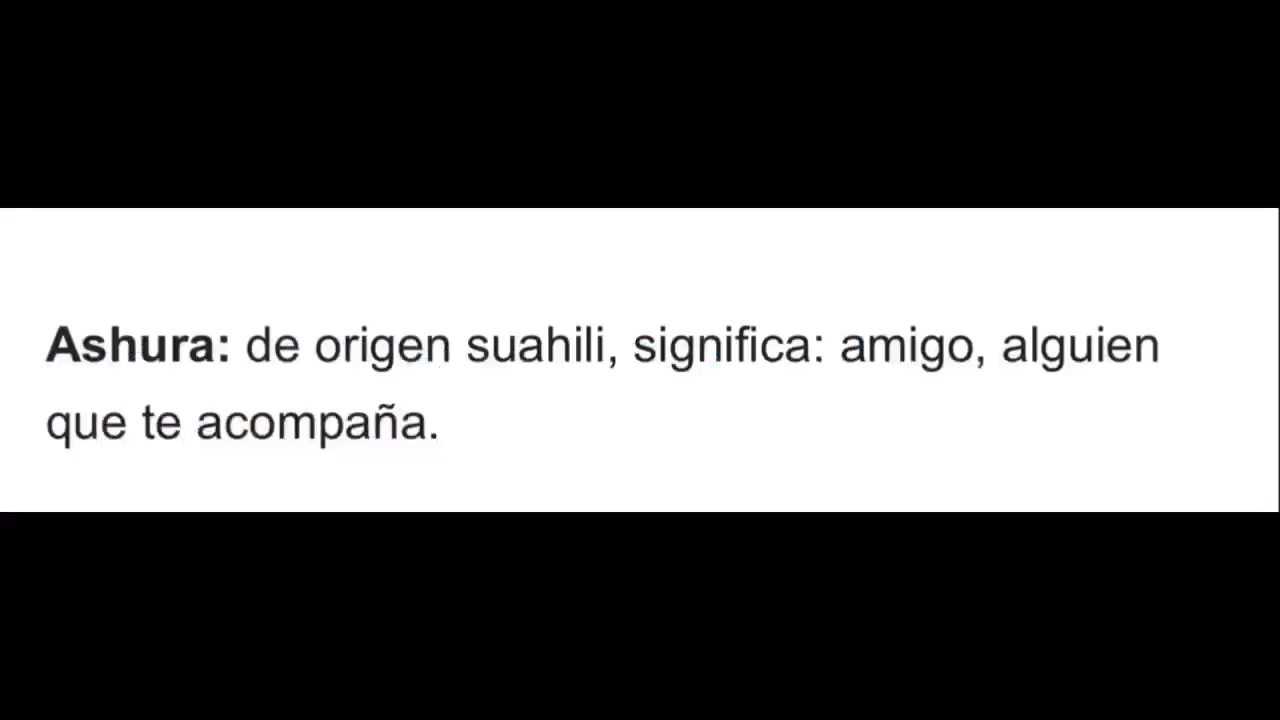 Ashura: de origen suahili, significa: amigo, alguien
que te acompaña.